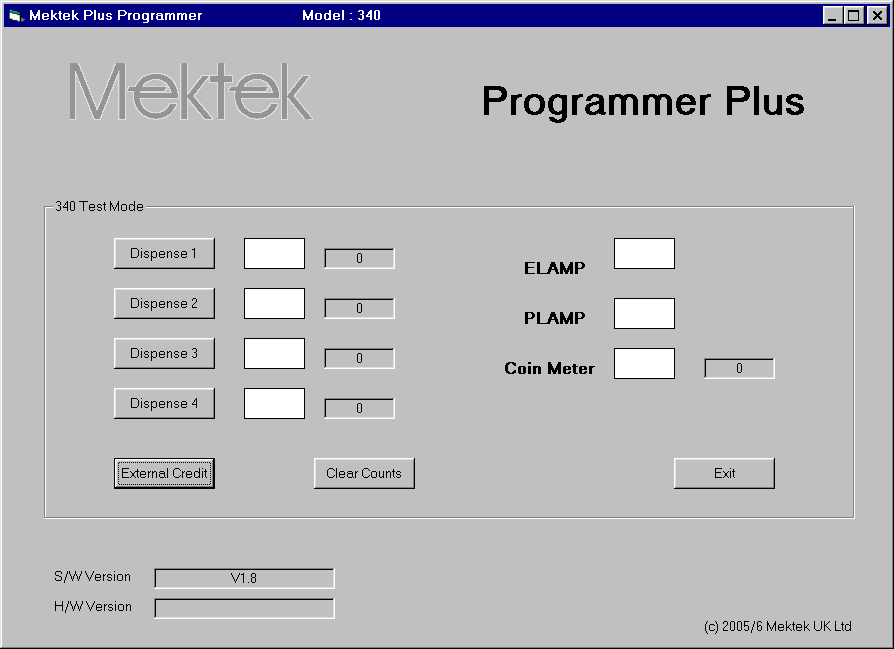 Mektek Plus Programmer Model : 340
Mektek Programmer Plus
340 Test Mode
Dispense 1 0 ELAMP
Dispense 2 0 PLAMP
Dispense 3 0 Coin Meter 0
Dispense 4 0
External Credit Clear Counts Exit
S/W Version V1.8
H/W Version
(c) 2005/6 Mektek UK Ltd